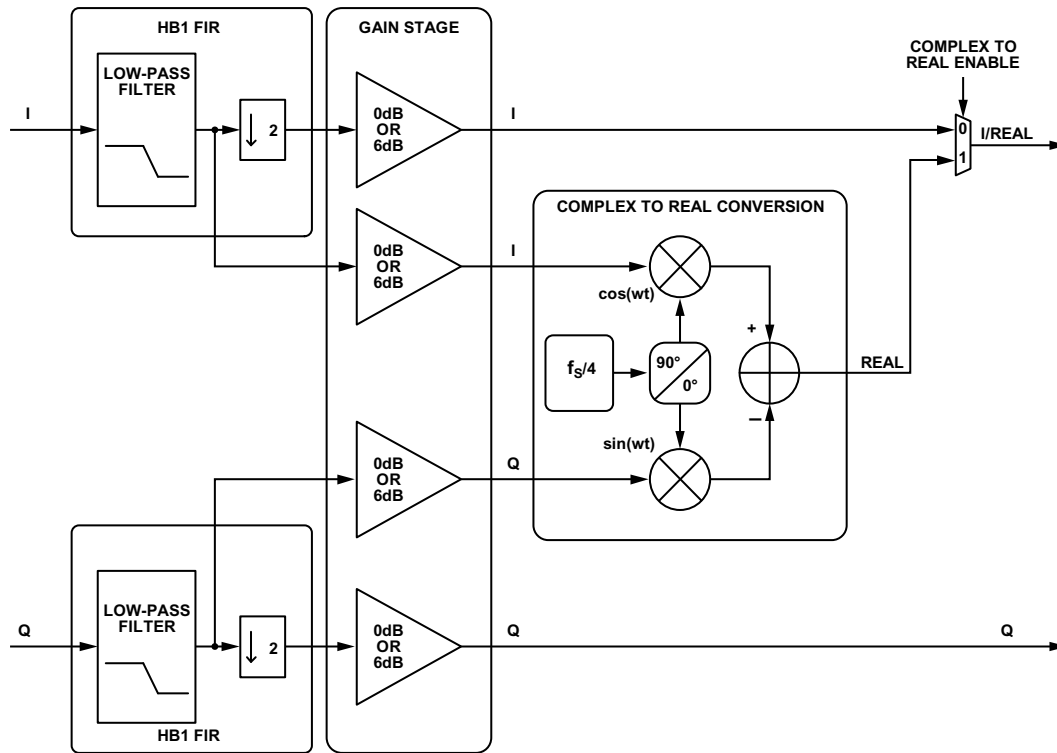 HB1 FIR
GAIN STAGE
LOW-PASS
FILTER
COMPLEX TO
REAL ENABLE
I
2
0dB
OR
6dB
I
0
1
I/REAL
COMPLEX TO REAL CONVERSION
0dB
OR
6dB
I
cos(wt)
+
fS/4
90°
0°
REAL
–
sin(wt)
0dB
OR
6dB
Q
LOW-PASS
FILTER
Q
2
0dB
OR
6dB
Q
Q
HB1 FIR